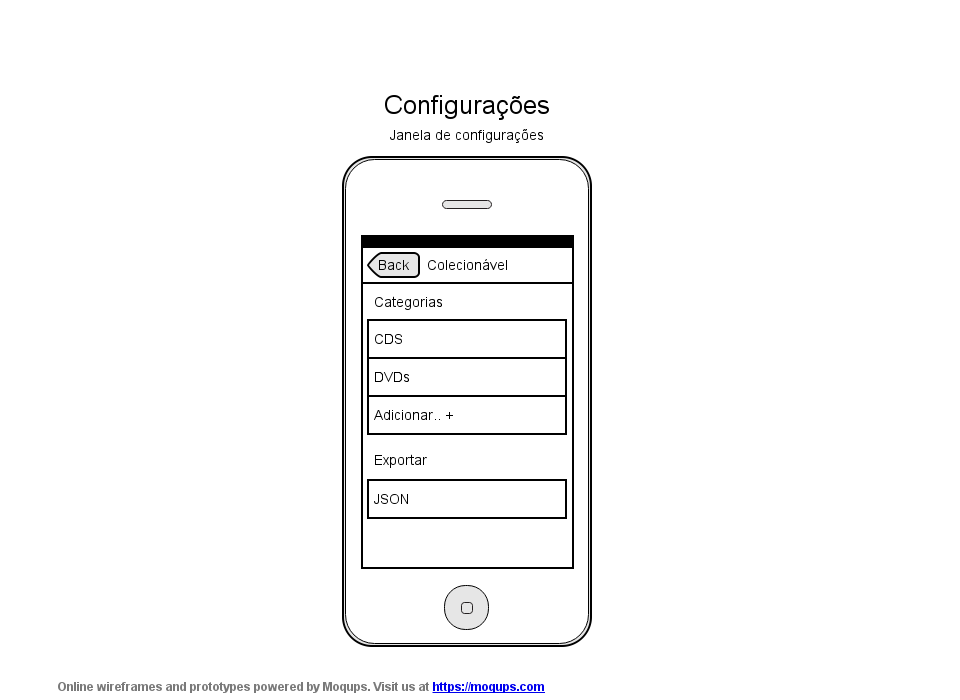 Configurações
Janela de configurações
Back Colecionável
Categorias
CDS
DVDs
Adicionar.. +
Exportar
JSON
Online wireframes and prototypes powered by Moqups. Visit us at https://moqups.com